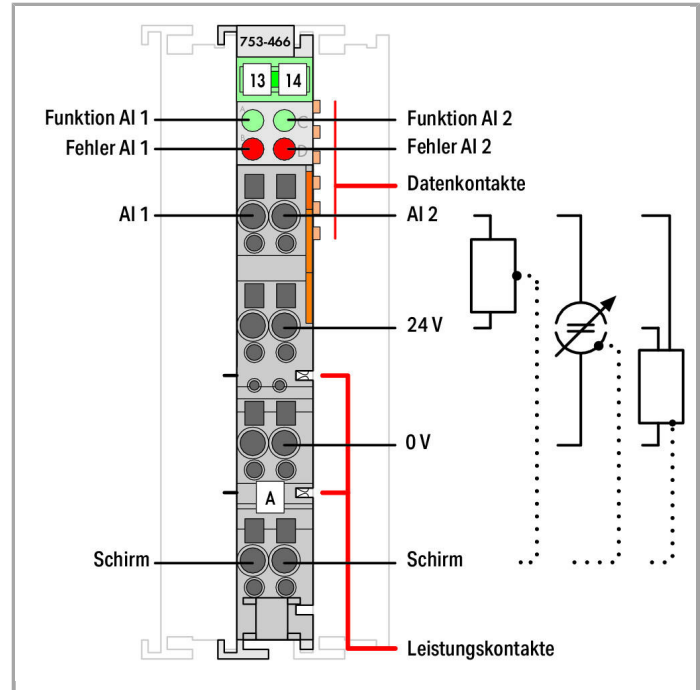 753-466
13 14
A C
Funktion AI 1 Funktion AI 2
B D
Fehler AI 1 Fehler AI 2
Datenkontakte
AI 1 AI 2
24 V
0 V
A
Schirm Schirm
Leistungskontakte